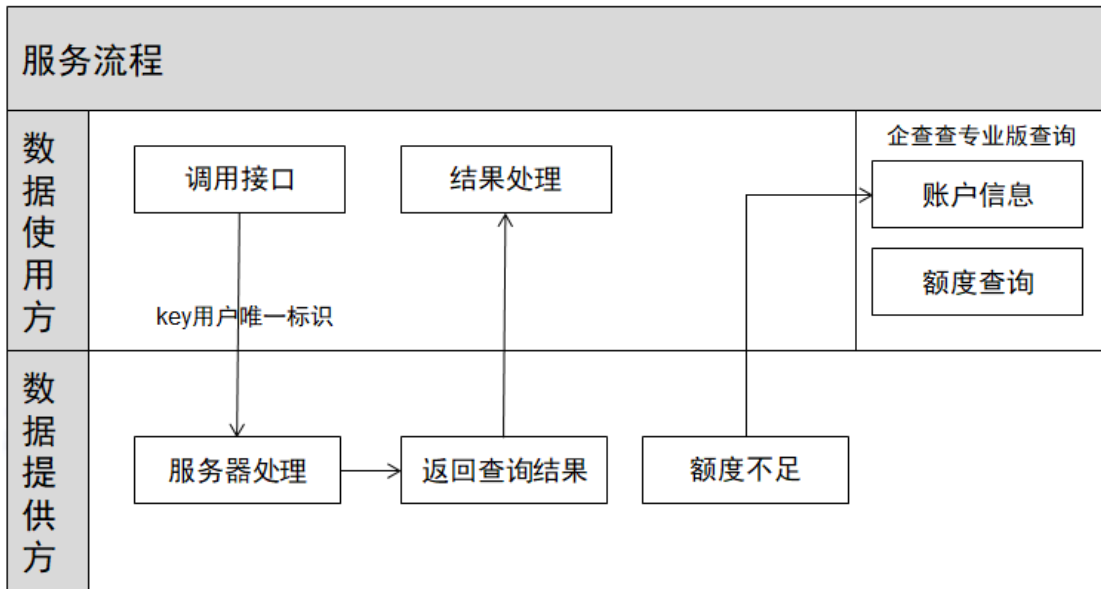 服务流程
数据使用方
调用接口
结果处理
企查查专业版查询
账户信息
额度查询
key用户唯一标识
数据提供方
服务器处理
返回查询结果
额度不足